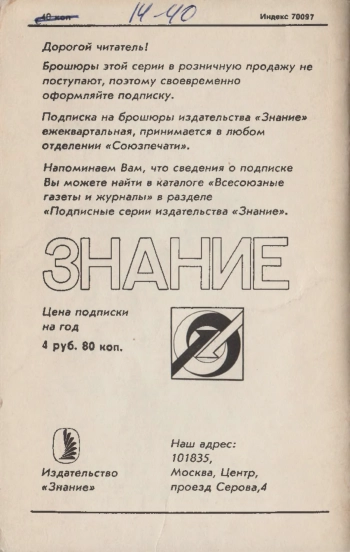 40 коп
14-40
Индекс 70097
Дорогой читатель!
Брошюры этой серии в розничную продажу не
поступают, поэтому своевременно
оформляйте подписку.
Подписка на брошюры издательства «Знание»
ежеквартальная, принимается в любом
отделении «Союзпечати».
Напоминаем Вам, что сведения о подписке
Вы можете найти в каталоге «Всесоюзные
газеты и журналы» в разделе
«Подписные серии издательства «Знание».
ЗНАНИЕ
Цена подписки
на год
4 руб. 80 коп.
Издательство
«Знание»
Наш адрес:
101835,
Москва, Центр,
проезд Серова,4